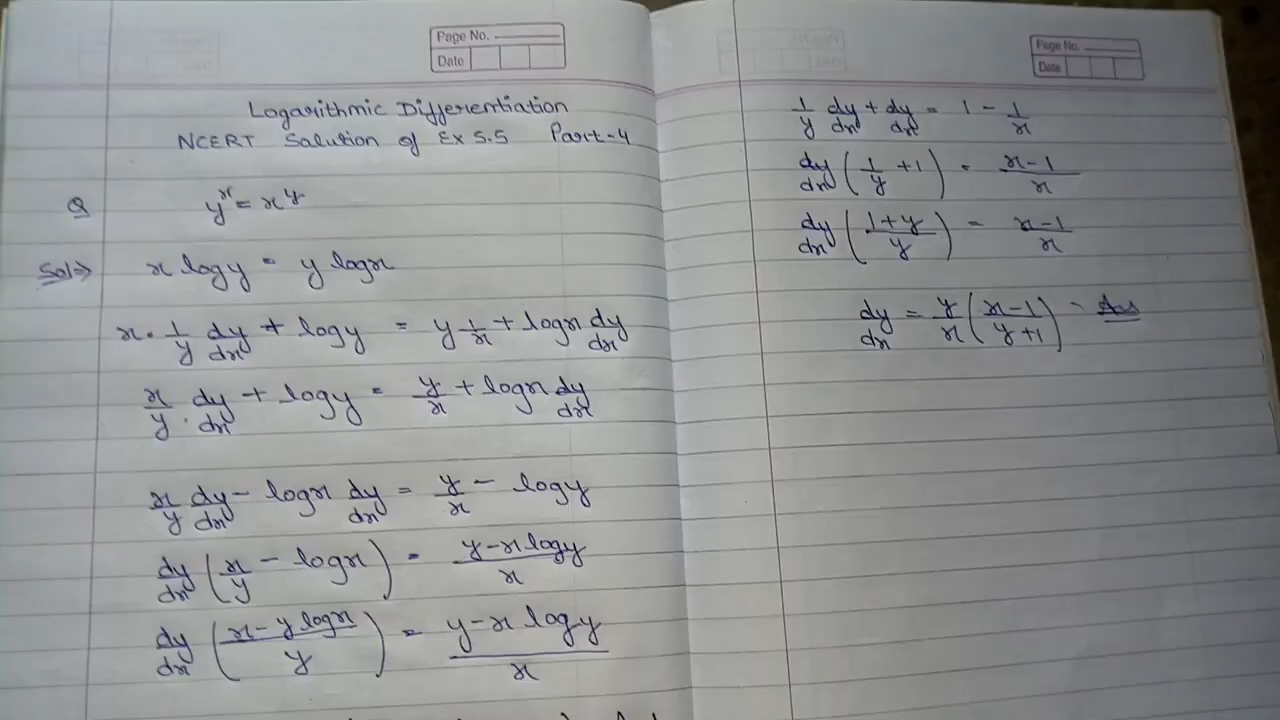 Page No.
Date
Logarithmic Differentiation
NCERT Solution of Ex 5.5 Part-4
Q y^x = x^y
Sol⇒ x log y = y log x
x · 1/y dy/dx + log y = y 1/x + log x dy/dx
x/y · dy/dx + log y = y/x + log x dy/dx
x/y dy/dx - log x dy/dx = y/x - log y
dy/dx (x/y - log x) = (y - x log y)/x
dy/dx ((x - y log x)/y) = (y - x log y)/x
Page No.
Date
1/y dy/dx + dy/dx = 1 - 1/x
dy/dx (1/y + 1) = (x-1)/x
dy/dx ((1+y)/y) = (x-1)/x
dy/dx = y/x ((x-1)/(y+1)) = Ans